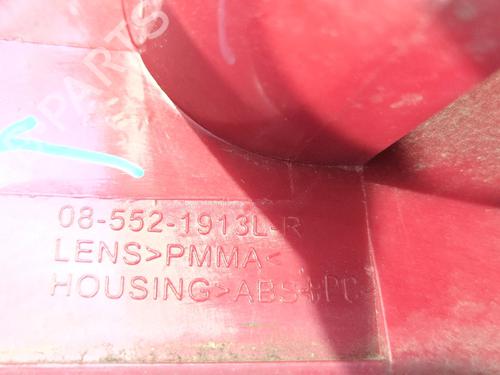 08-552-1913L-R
LENS>PMMA<
HOUSING>ABS+PC<